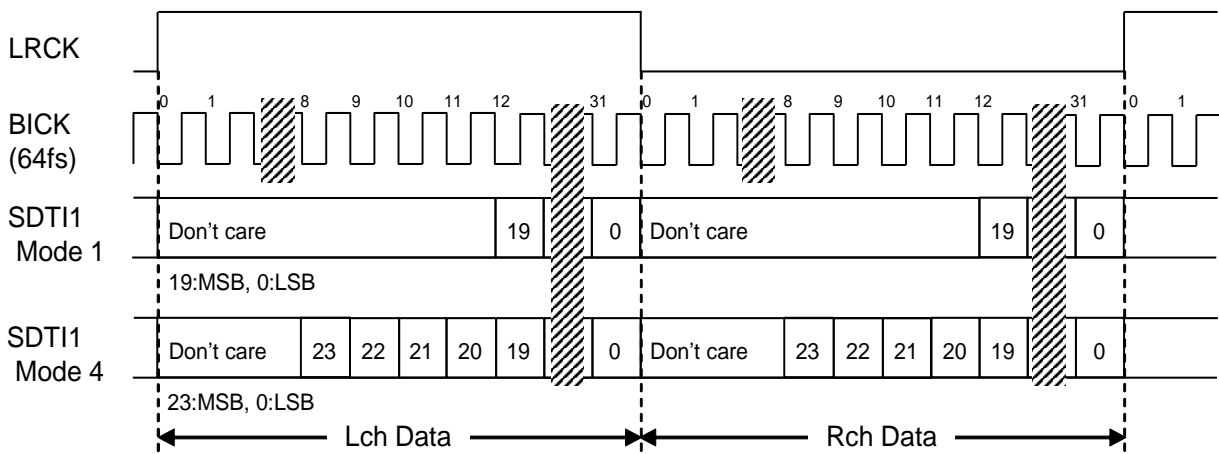 LRCK
0 1 8 9 10 11 12 31 0 1 8 9 10 11 12 31 0 1
BICK
(64fs)
SDTI1
Mode 1
Don't care 19 0 Don't care 19 0
19:MSB, 0:LSB
SDTI1
Mode 4
Don't care 23 22 21 20 19 0 Don't care 23 22 21 20 19 0
23:MSB, 0:LSB
Lch Data Rch Data